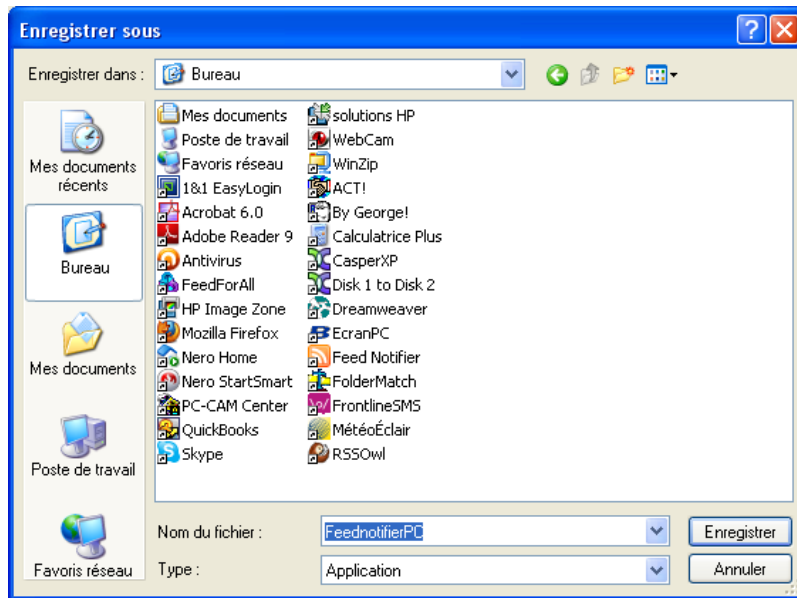 Enregistrer sous
Enregistrer dans :
Bureau
Mes documents récents
Bureau
Mes documents
Poste de travail
Favoris réseau
Mes documents
Poste de travail
Favoris réseau
1&1 EasyLogin
Acrobat 6.0
Adobe Reader 9
Antivirus
FeedForAll
HP Image Zone
Mozilla Firefox
Nero Home
Nero StartSmart
PC-CAM Center
QuickBooks
Skype
solutions HP
WebCam
WinZip
ACT!
By George!
Calculatrice Plus
CasperXP
Disk 1 to Disk 2
Dreamweaver
EcranPC
Feed Notifier
FolderMatch
FrontlineSMS
MétéoÉclair
RSSOwl
Nom du fichier :
FeednotifierPC
Enregistrer
Type :
Application
Annuler